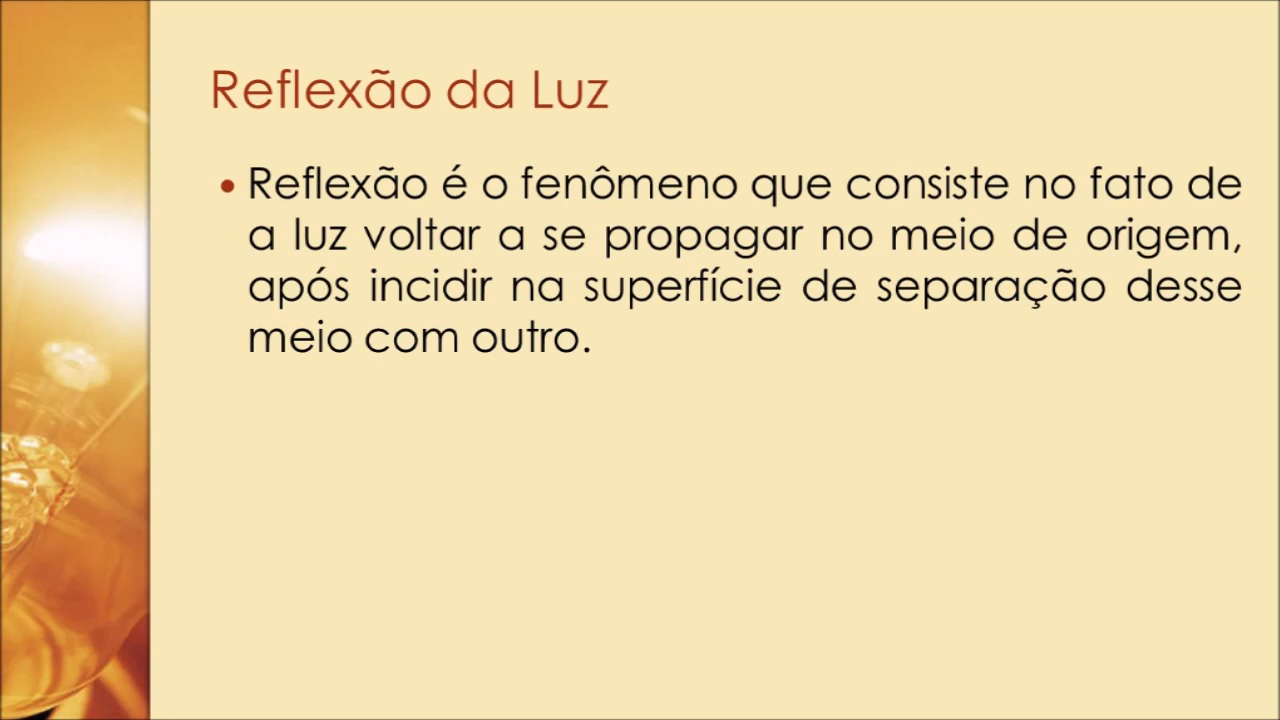 Reflexão da Luz
• Reflexão é o fenômeno que consiste no fato de
a luz voltar a se propagar no meio de origem,
após incidir na superfície de separação desse
meio com outro.